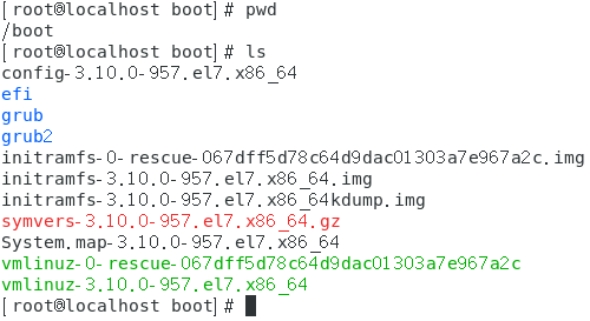 [root@localhost boot]# pwd
/boot
[root@localhost boot]# ls
config-3.10.0-957.el7.x86_64
efi
grub
grub2
initramfs-0-rescue-067dff5d78c64d9dac01303a7e967a2c.img
initramfs-3.10.0-957.el7.x86_64.img
initramfs-3.10.0-957.el7.x86_64kdump.img
symvers-3.10.0-957.el7.x86_64.gz
System.map-3.10.0-957.el7.x86_64
vmlinuz-0-rescue-067dff5d78c64d9dac01303a7e967a2c
vmlinuz-3.10.0-957.el7.x86_64
[root@localhost boot]#